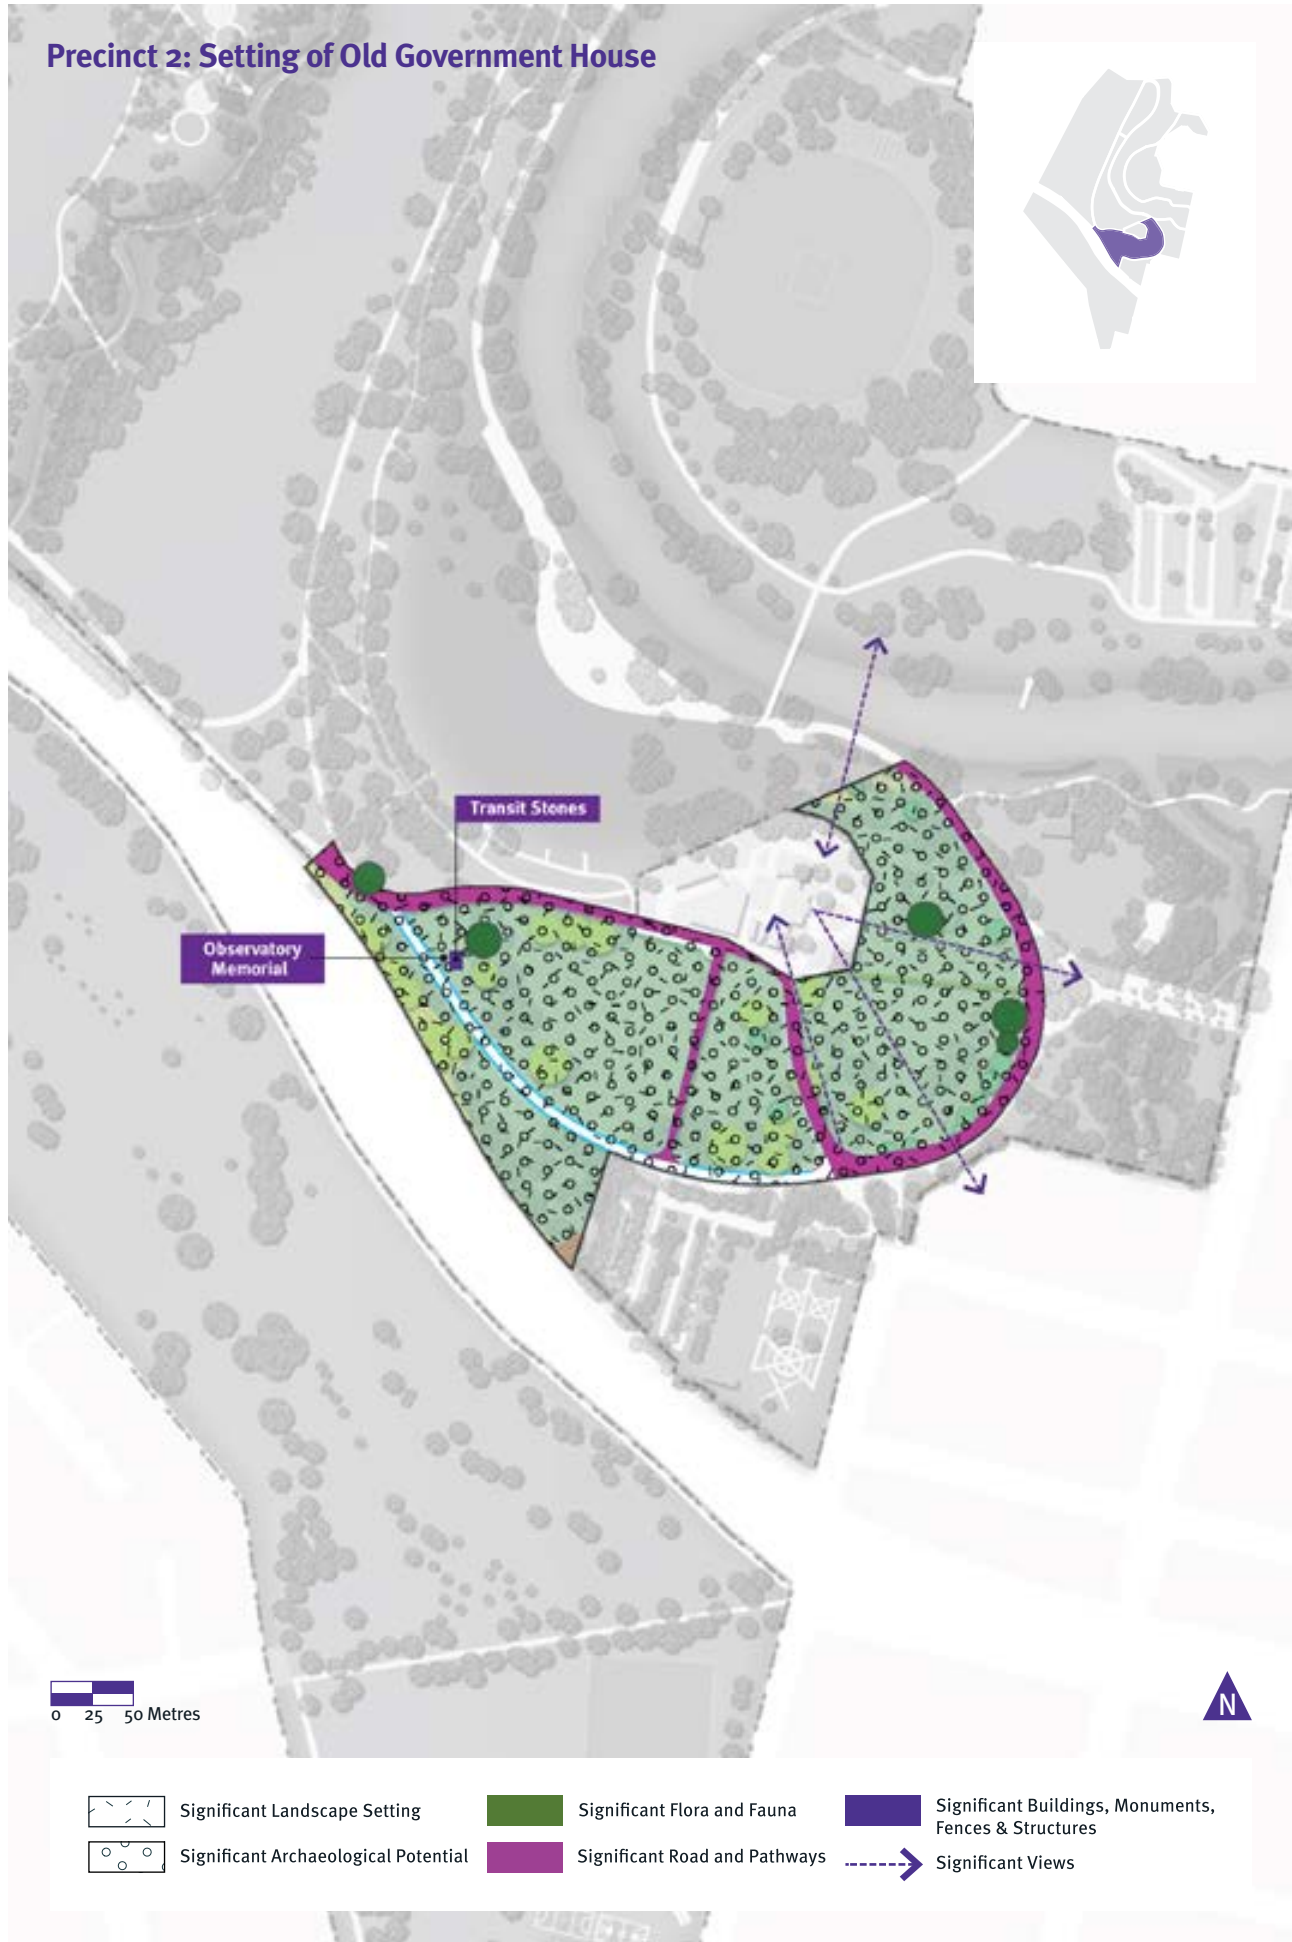 Precinct 2: Setting of Old Government House
Transit Stones
Observatory
Memorial
0 25 50 Metres
N
Significant Landscape Setting
Significant Archaeological Potential
Significant Flora and Fauna
Significant Road and Pathways
Significant Buildings, Monuments,
Fences & Structures
Significant Views